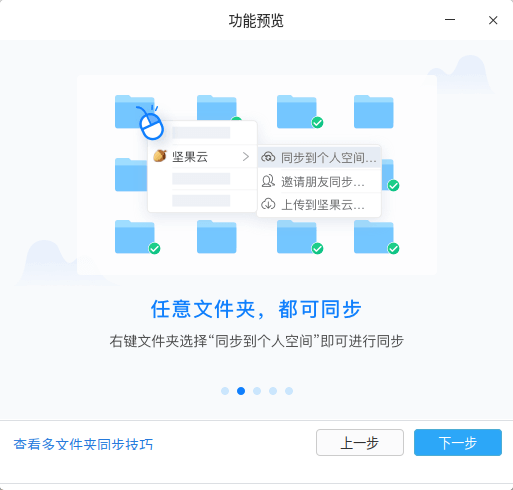 功能预览
坚果云
同步到个人空间...
邀请朋友同步...
上传到坚果云...
任意文件夹，都可同步
右键文件夹选择“同步到个人空间”即可进行同步
查看多文件夹同步技巧
上一步
下一步